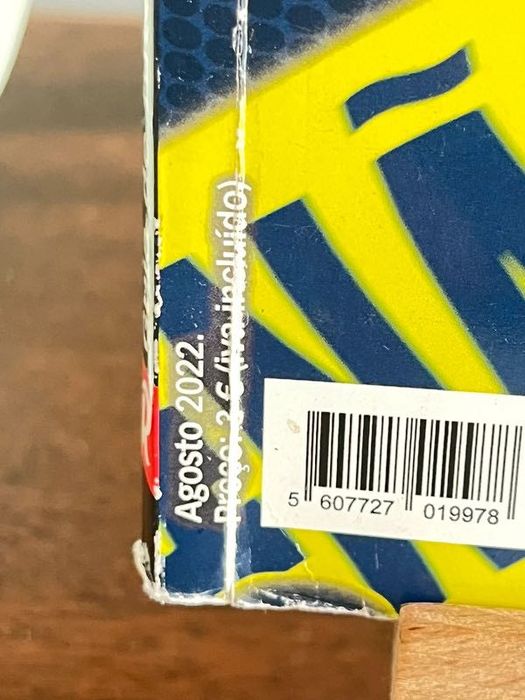 Agosto 2022.
Preço: 3 € (iva incluído)
5 607727 019978